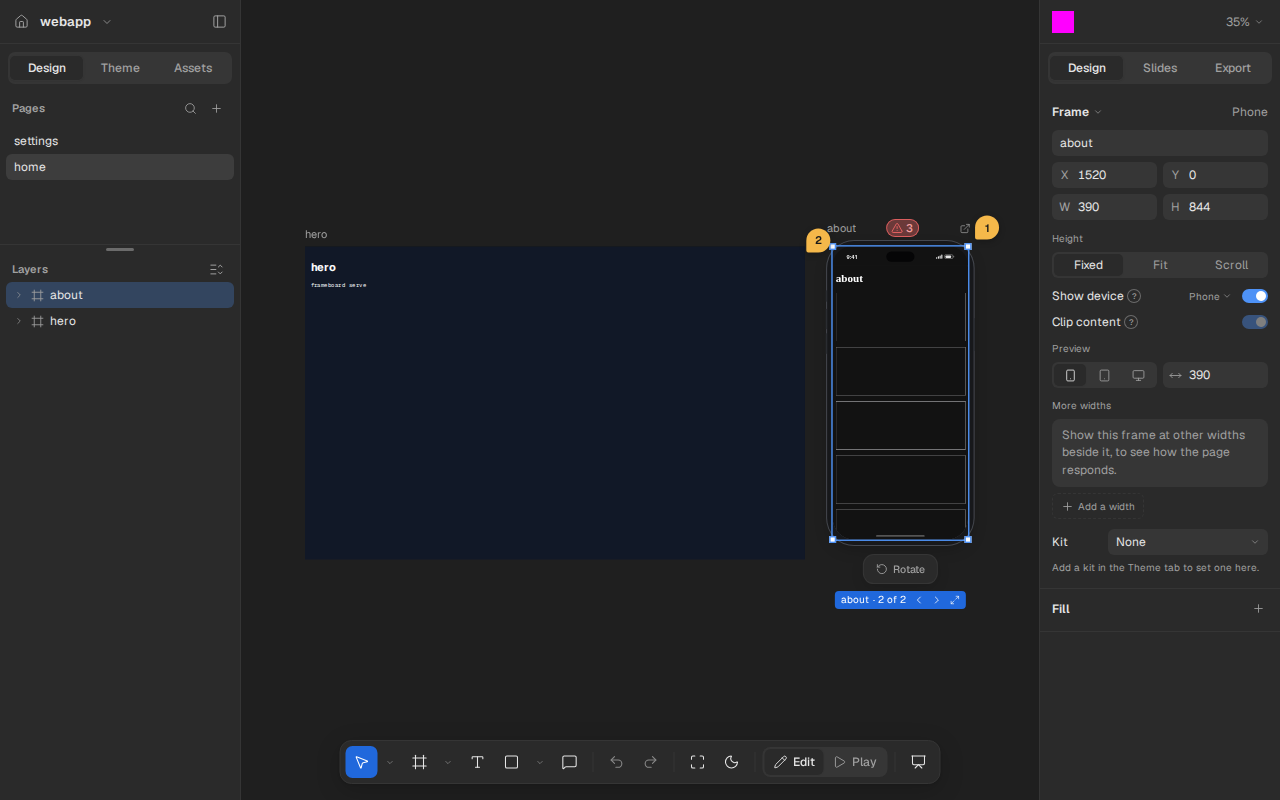 webapp
35%
Design
Theme
Assets
Design
Slides
Export
Pages
settings
home
Layers
about
hero
hero
hero
frameboard serve
about
3
1
2
9:41
about
Rotate
about - 2 of 2
Frame
Phone
about
X 1520
Y 0
W 390
H 844
Height
Fixed
Fit
Scroll
Show device ?
Phone
Clip content ?
Preview
390
More widths
Show this frame at other widths
beside it, to see how the page
responds.
Add a width
Kit
None
Add a kit in the Theme tab to set one here.
Fill
Edit
Play